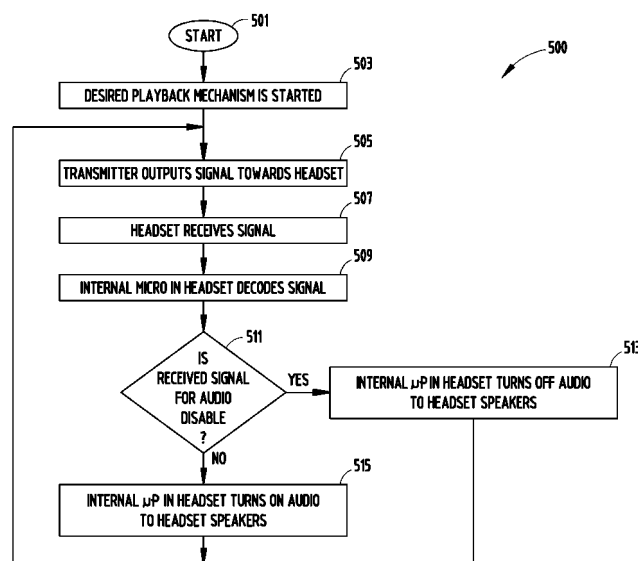 START
501
500
503
DESIRED PLAYBACK MECHANISM IS STARTED
505
TRANSMITTER OUTPUTS SIGNAL TOWARDS HEADSET
507
HEADSET RECEIVES SIGNAL
509
INTERNAL MICRO IN HEADSET DECODES SIGNAL
511
IS
RECEIVED SIGNAL
FOR AUDIO
DISABLE
?
YES
513
INTERNAL µP IN HEADSET TURNS OFF AUDIO
TO HEADSET SPEAKERS
NO
515
INTERNAL µP IN HEADSET TURNS ON AUDIO
TO HEADSET SPEAKERS